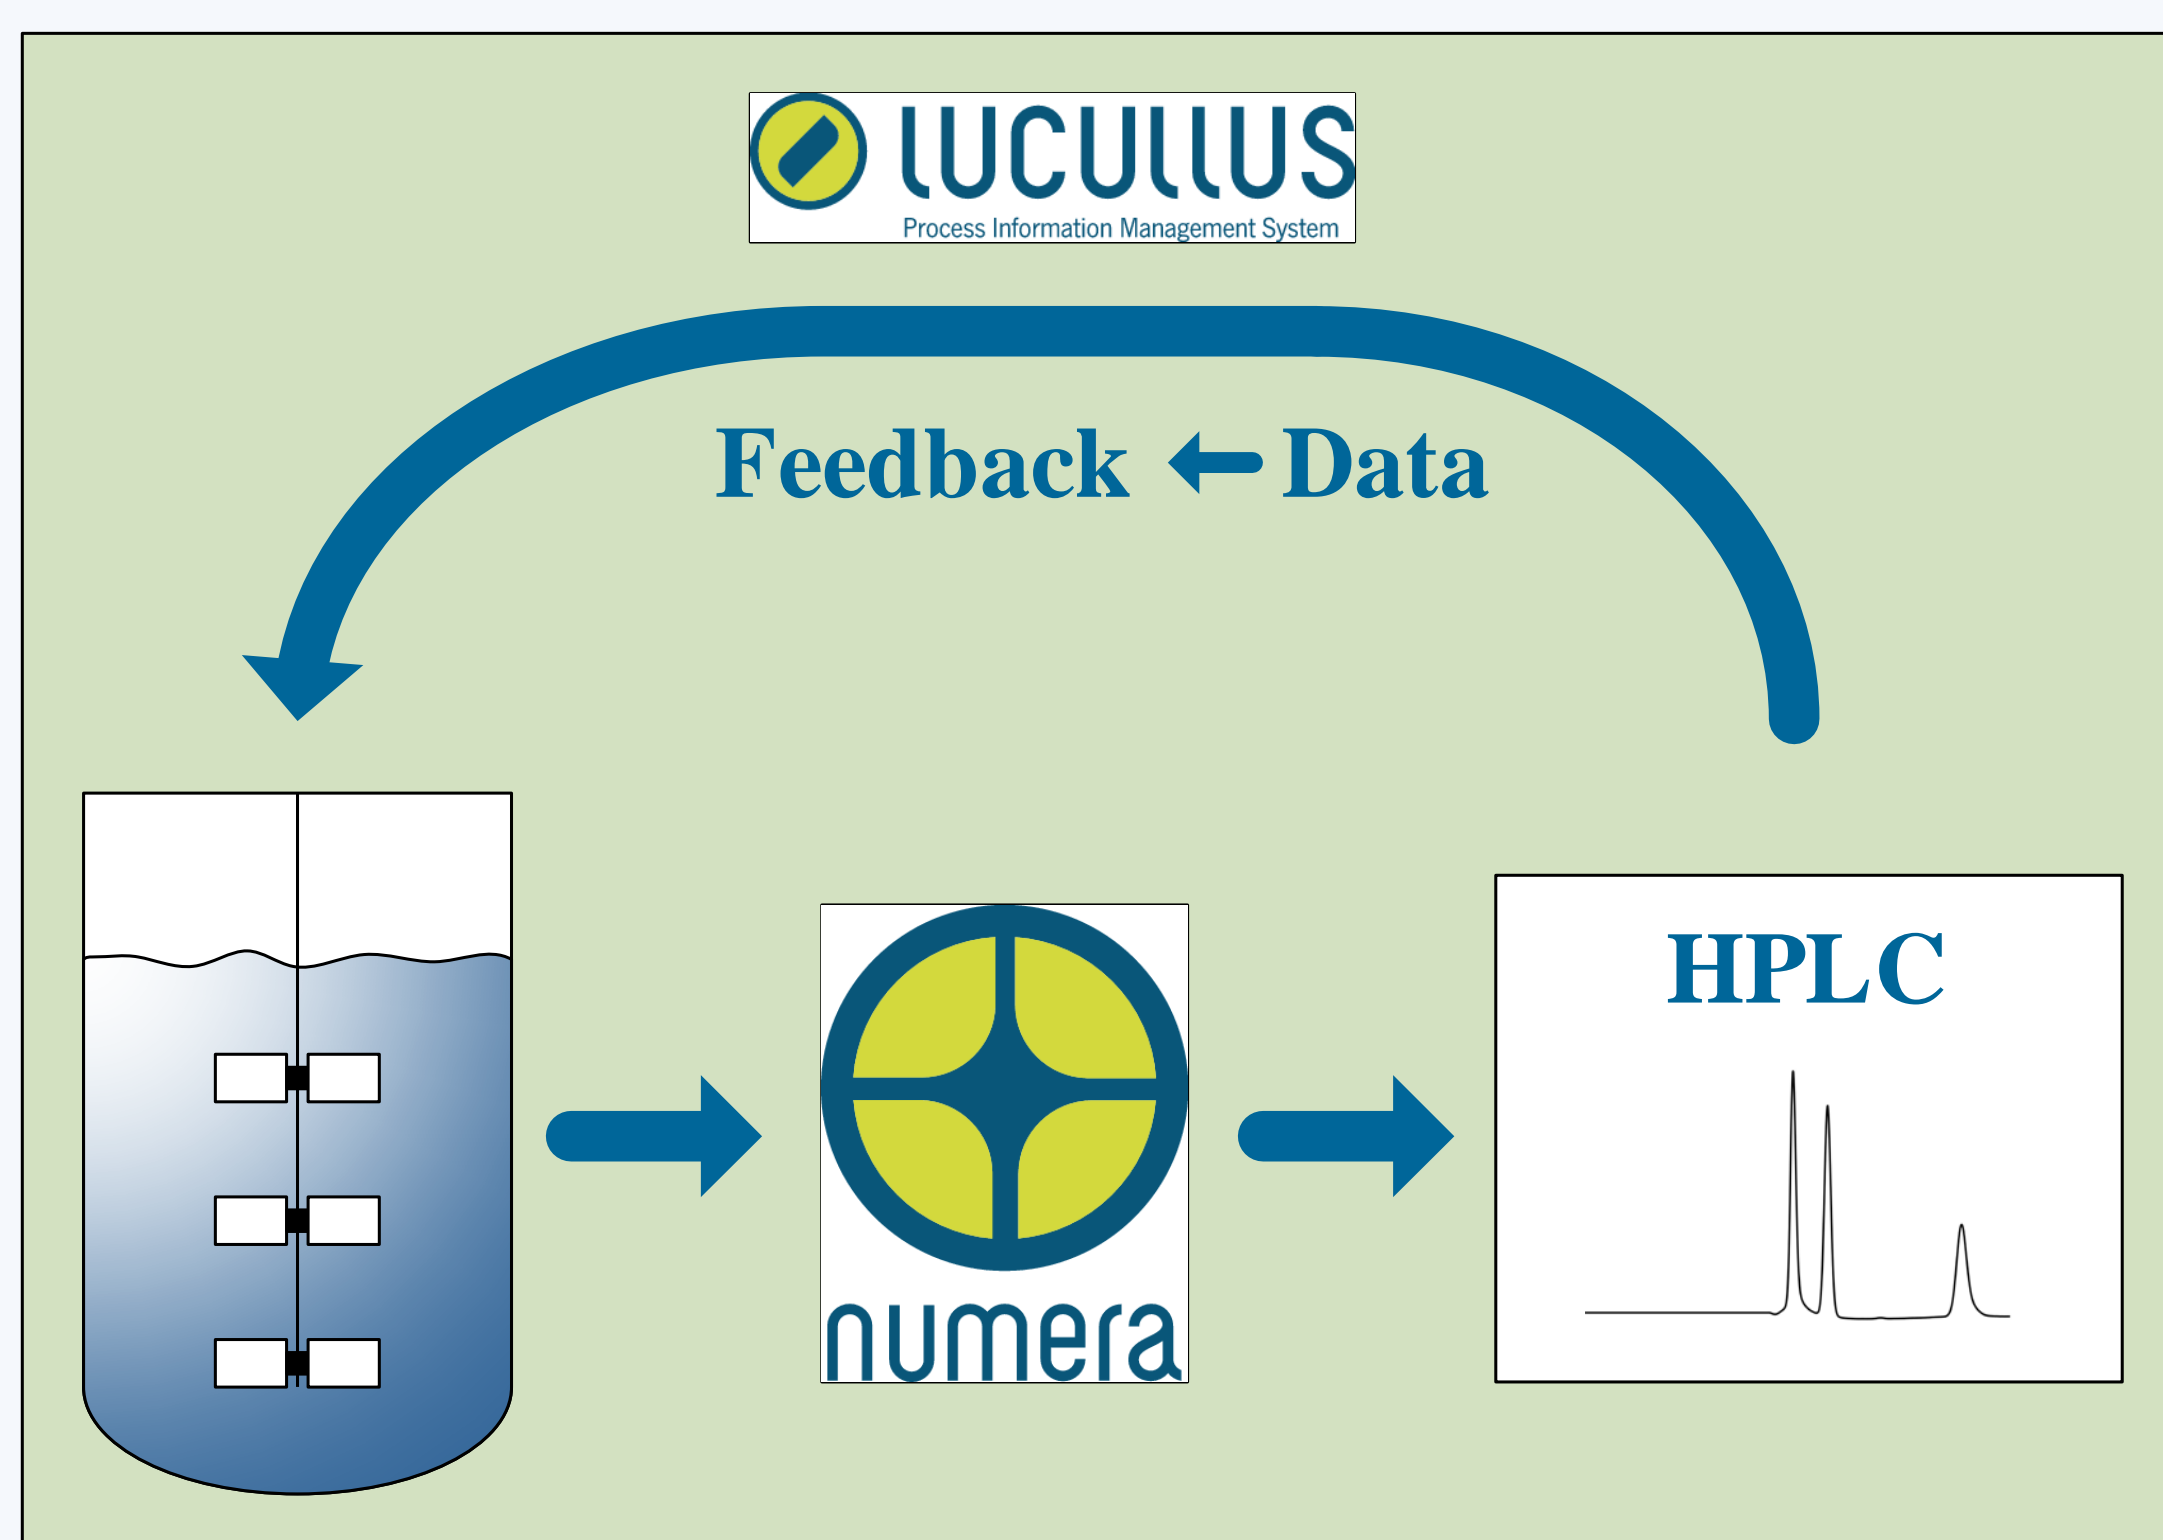 LUCULLUS
Process Information Management System
Feedback ← Data
HPLC
numera